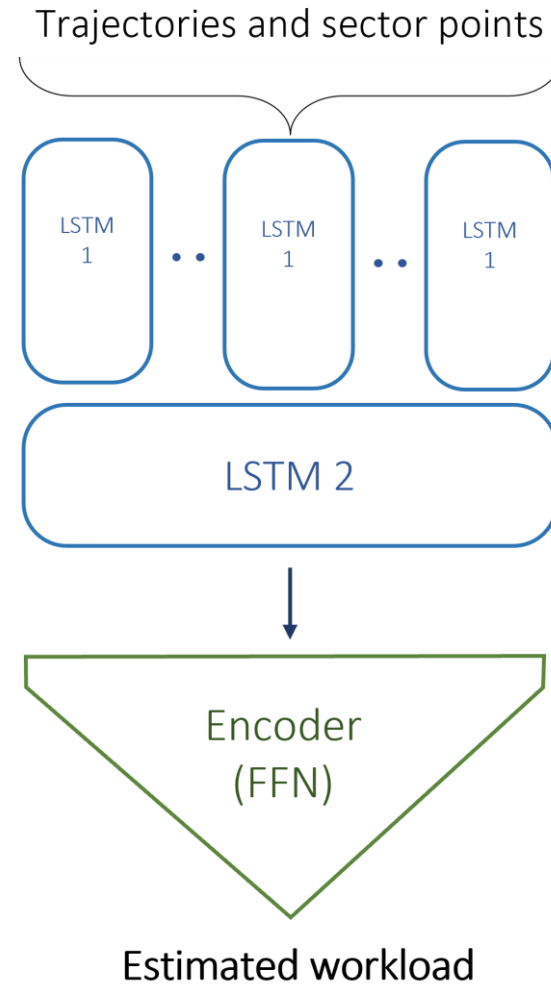 Trajectories and sector points
LSTM
1
LSTM
1
LSTM
1
LSTM 2
Encoder
(FFN)
Estimated workload